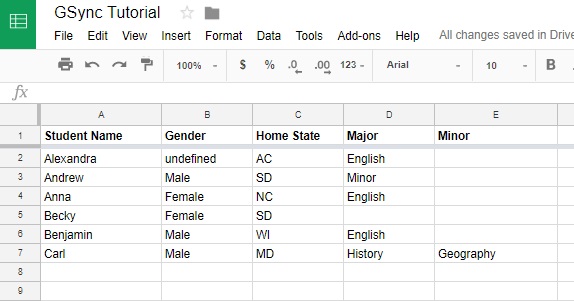 GSync Tutorial
File Edit View Insert Format Data Tools Add-ons Help All changes saved in Drive
100% $ % .0 .00 123 Arial 10 B
fx
A B C D E
1 Student Name Gender Home State Major Minor
2 Alexandra undefined AC English
3 Andrew Male SD Minor
4 Anna Female NC English
5 Becky Female SD
6 Benjamin Male WI English
7 Carl Male MD History Geography
8
9